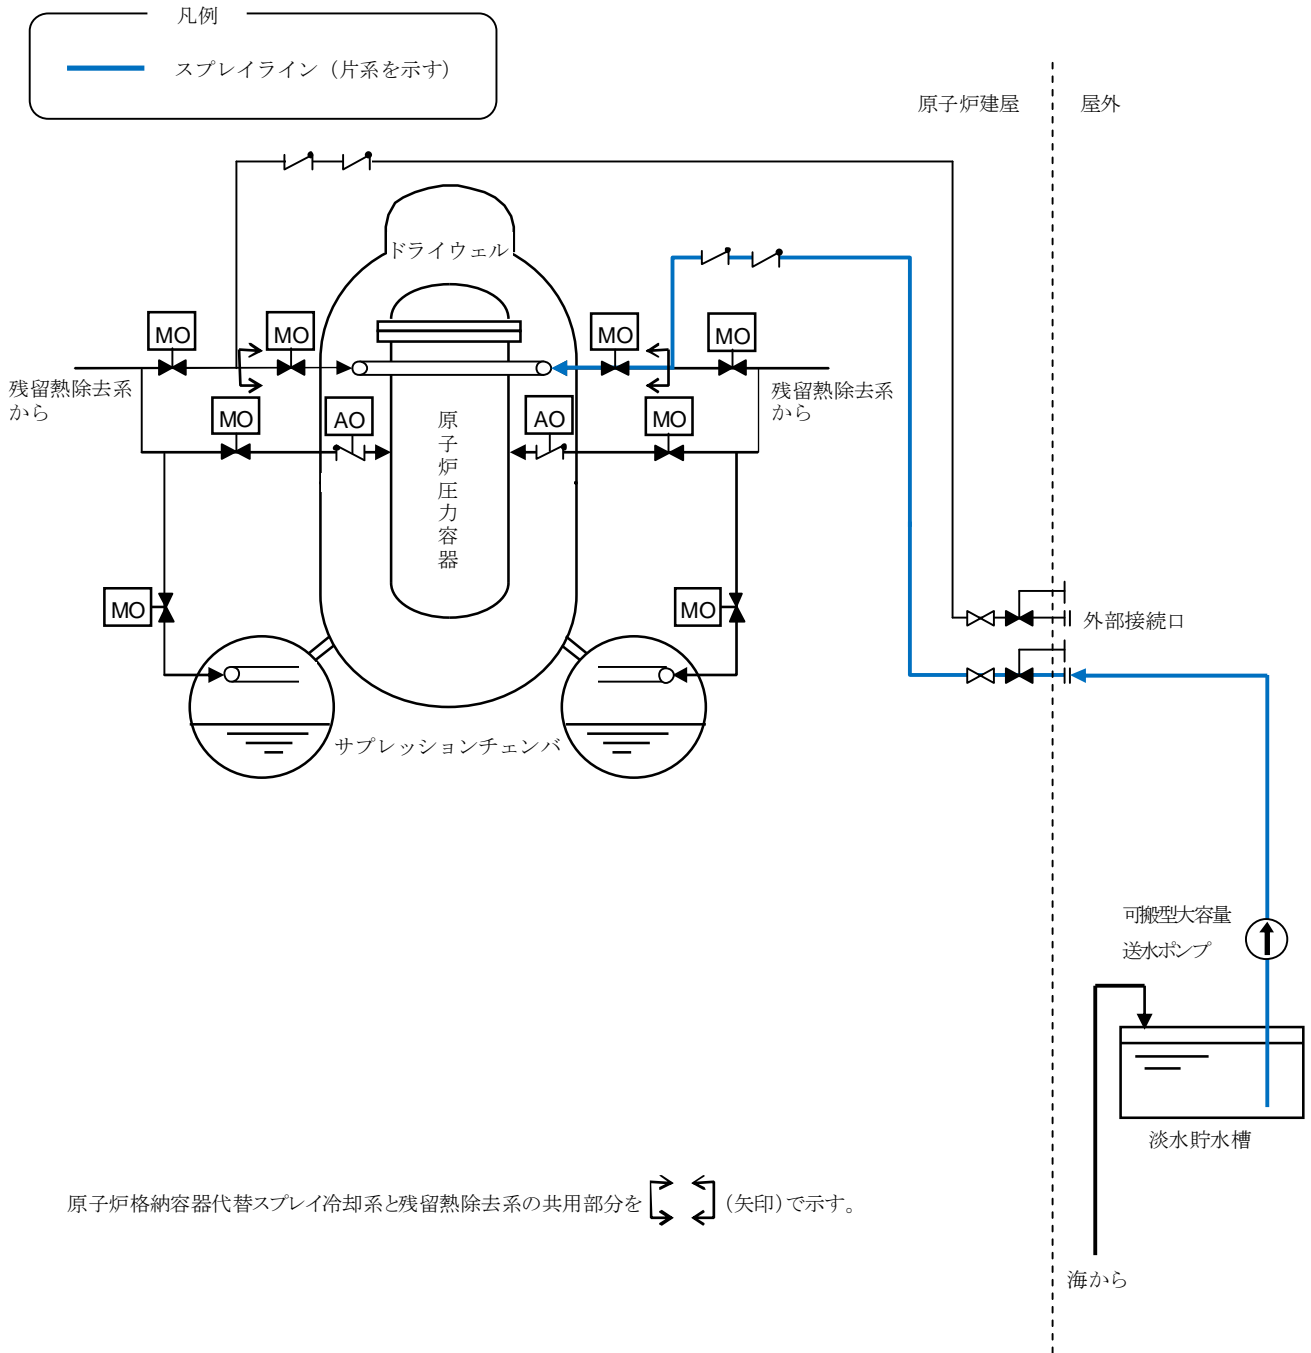 凡例
スプレイライン（片系を示す）
原子炉建屋
屋外
ドライウェル
MO
MO
MO
MO
残留熱除去系
から
残留熱除去系
から
MO
AO
AO
MO
原子炉圧力容器
MO
MO
外部接続口
サプレッションチェンバ
可搬型大容量
送水ポンプ
淡水貯水槽
原子炉格納容器代替スプレイ冷却系と残留熱除去系の共用部分を （矢印）で示す。
海から